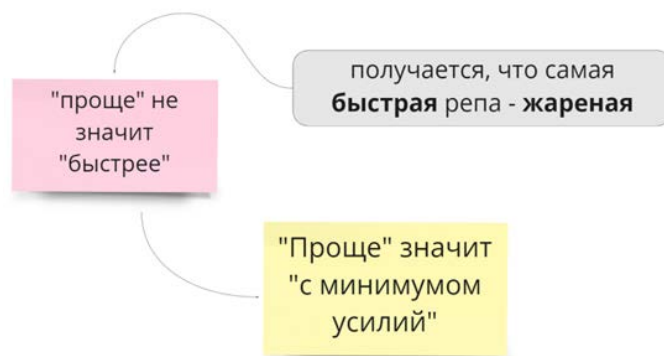 получается, что самая
быстрая репа - жареная
"проще" не
значит
"быстрее"
"Проще" значит
"с минимумом
усилий"